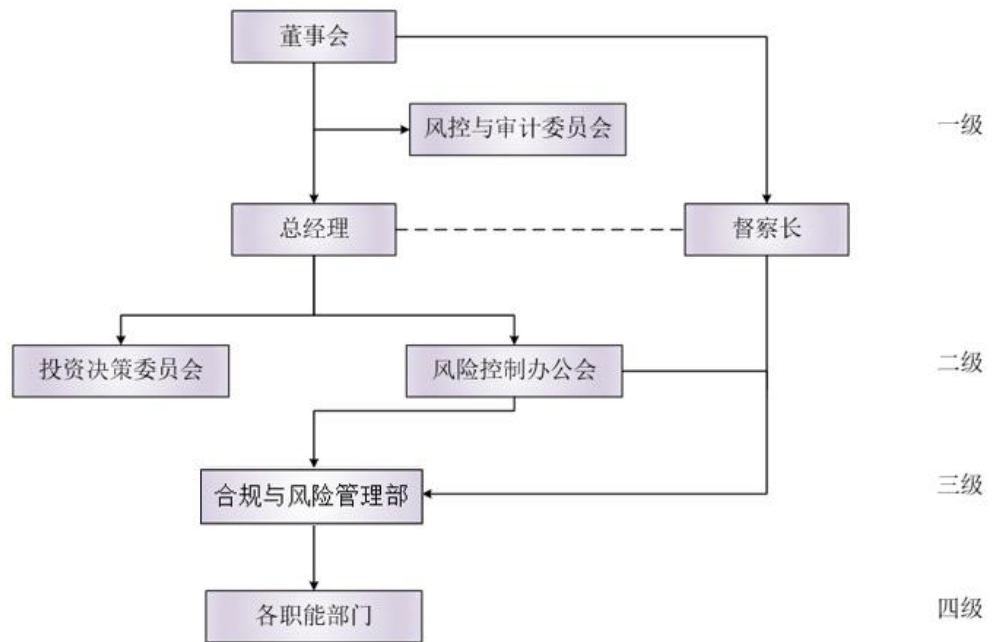 董事会
风控与审计委员会
一级
总经理
督察长
投资决策委员会
风险控制办公会
二级
合规与风险管理部
三级
各职能部门
四级